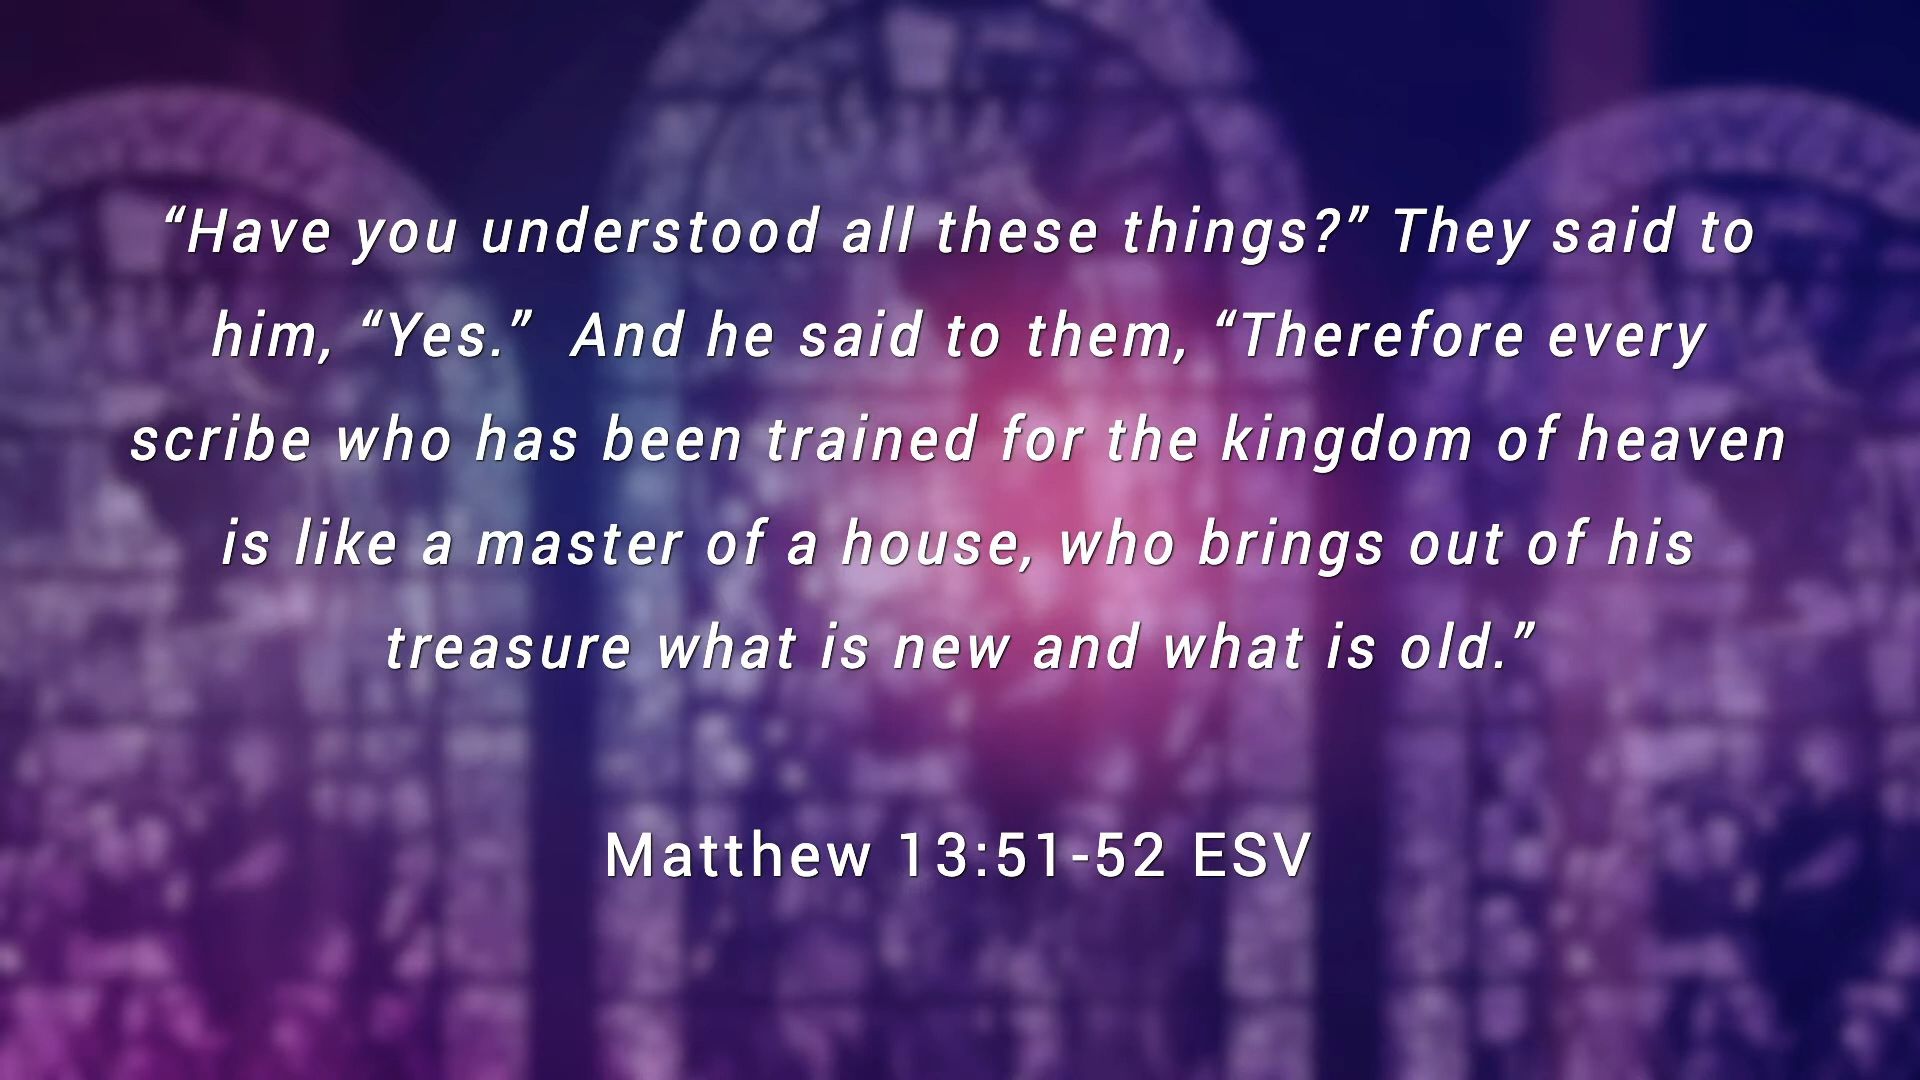 “Have you understood all these things?” They said to
him, “Yes.”  And he said to them, “Therefore every
scribe who has been trained for the kingdom of heaven
is like a master of a house, who brings out of his
treasure what is new and what is old.”
Matthew 13:51-52 ESV